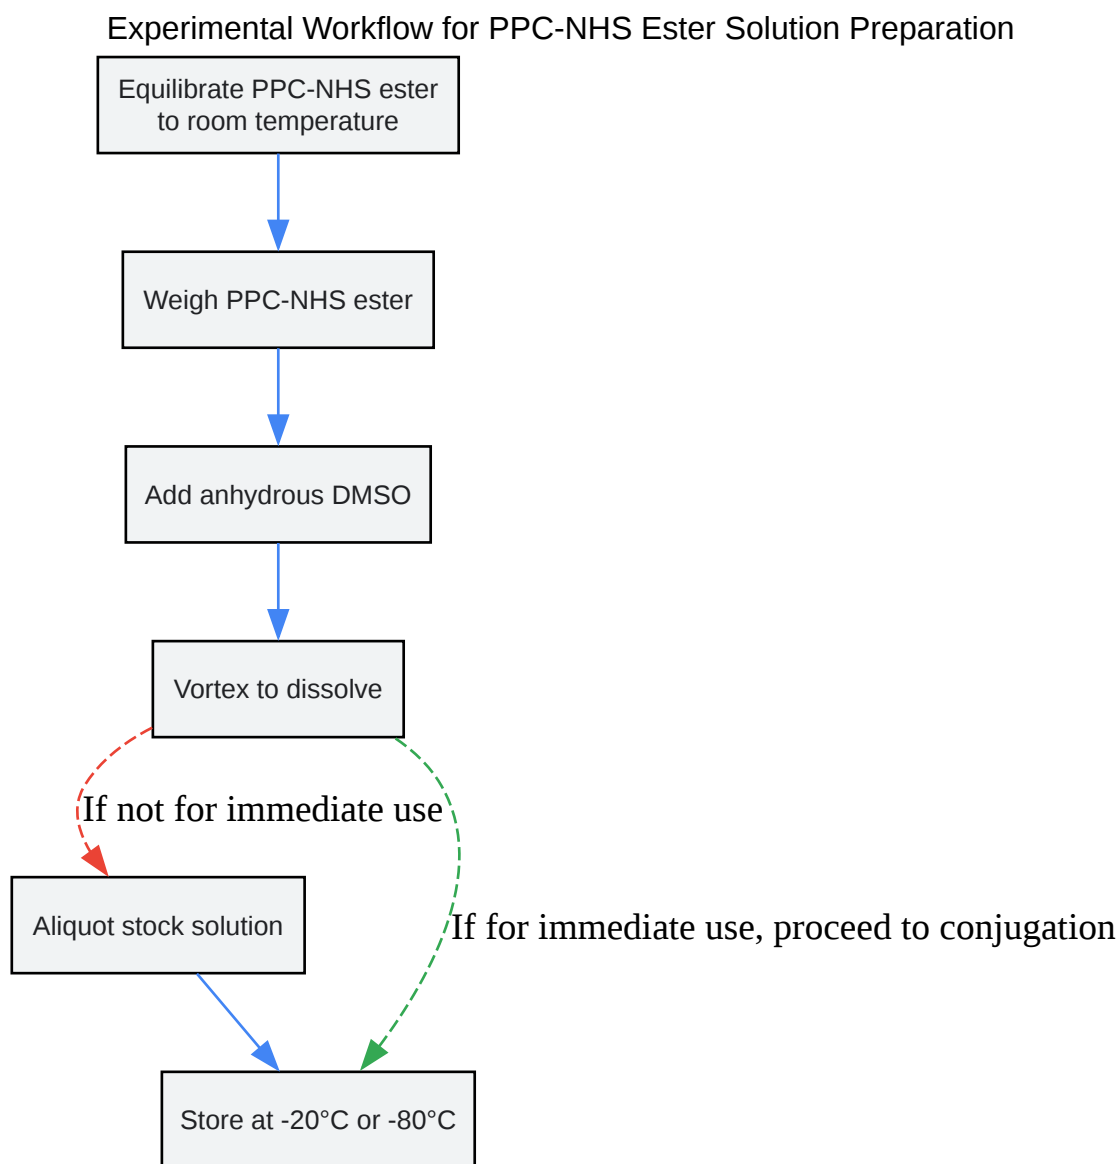 Experimental Workflow for PPC-NHS Ester Solution Preparation
Equilibrate PPC-NHS ester
to room temperature
Weigh PPC-NHS ester
Add anhydrous DMSO
Vortex to dissolve
If not for immediate use
Aliquot stock solution
If for immediate use, proceed to conjugation
Store at -20°C or -80°C